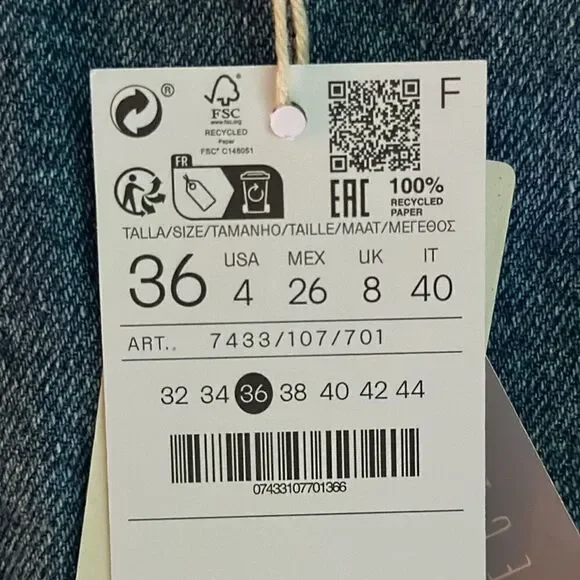 ®
FSC
www.fsc.org
RECYCLED
Paper
FSC® C148051
F
FR
EAC
100%
RECYCLED
PAPER
TALLA/SIZE/TAMANHO/TAILLE/MAAT/ΜΕΓΕΘΟΣ
36
USA MEX UK IT
4 26 8 40
ART.. 7433/107/701
32 34 36 38 40 42 44
07433107701366